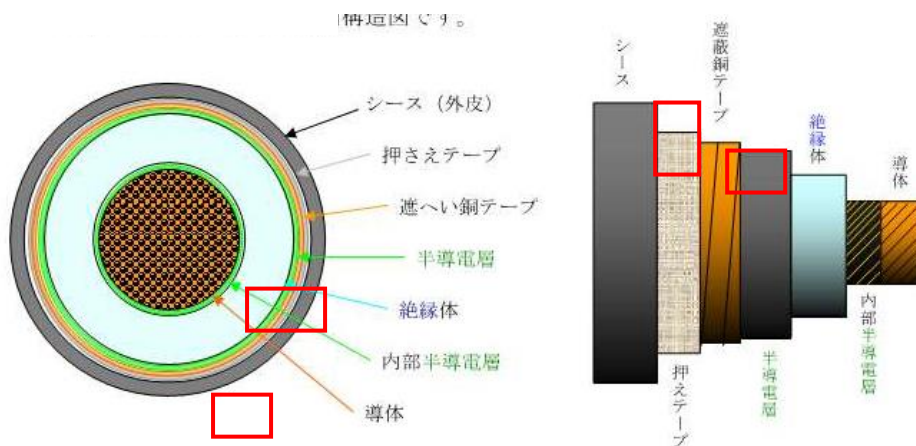 構造図です。
シース（外皮）
押さえテープ
遮へい銅テープ
半導電層
絶縁体
内部半導電層
導体
シース
遮蔽銅テープ
絶縁体
導体
押えテープ
半導電層
内部半導電層